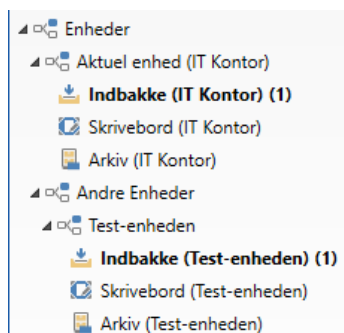 Enheder
Aktuel enhed (IT Kontor)
Indbakke (IT Kontor) (1)
Skrivebord (IT Kontor)
Arkiv (IT Kontor)
Andre Enheder
Test-enheden
Indbakke (Test-enheden) (1)
Skrivebord (Test-enheden)
Arkiv (Test-enheden)